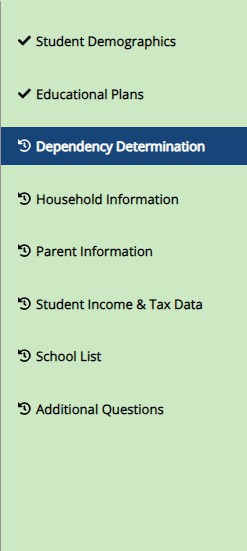 Student Demographics
Educational Plans
Dependency Determination
Household Information
Parent Information
Student Income & Tax Data
School List
Additional Questions